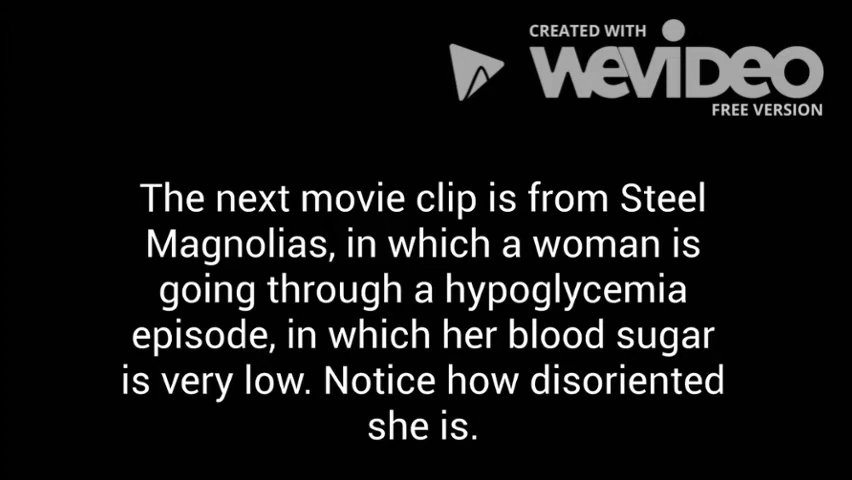 CREATED WITH
WEVIDEO
FREE VERSION
The next movie clip is from Steel
Magnolias, in which a woman is
going through a hypoglycemia
episode, in which her blood sugar
is very low. Notice how disoriented
she is.